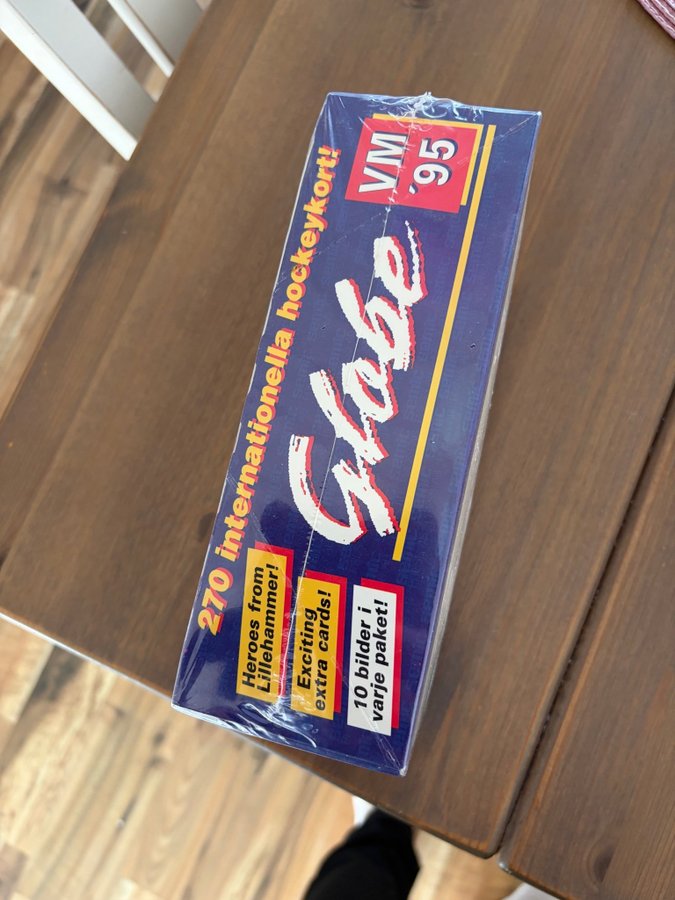 270 internationella hockeykort!
Globe
VM
´95
Heroes from
Lillehammer!
Exciting
extra cards!
10 bilder i
varje paket!